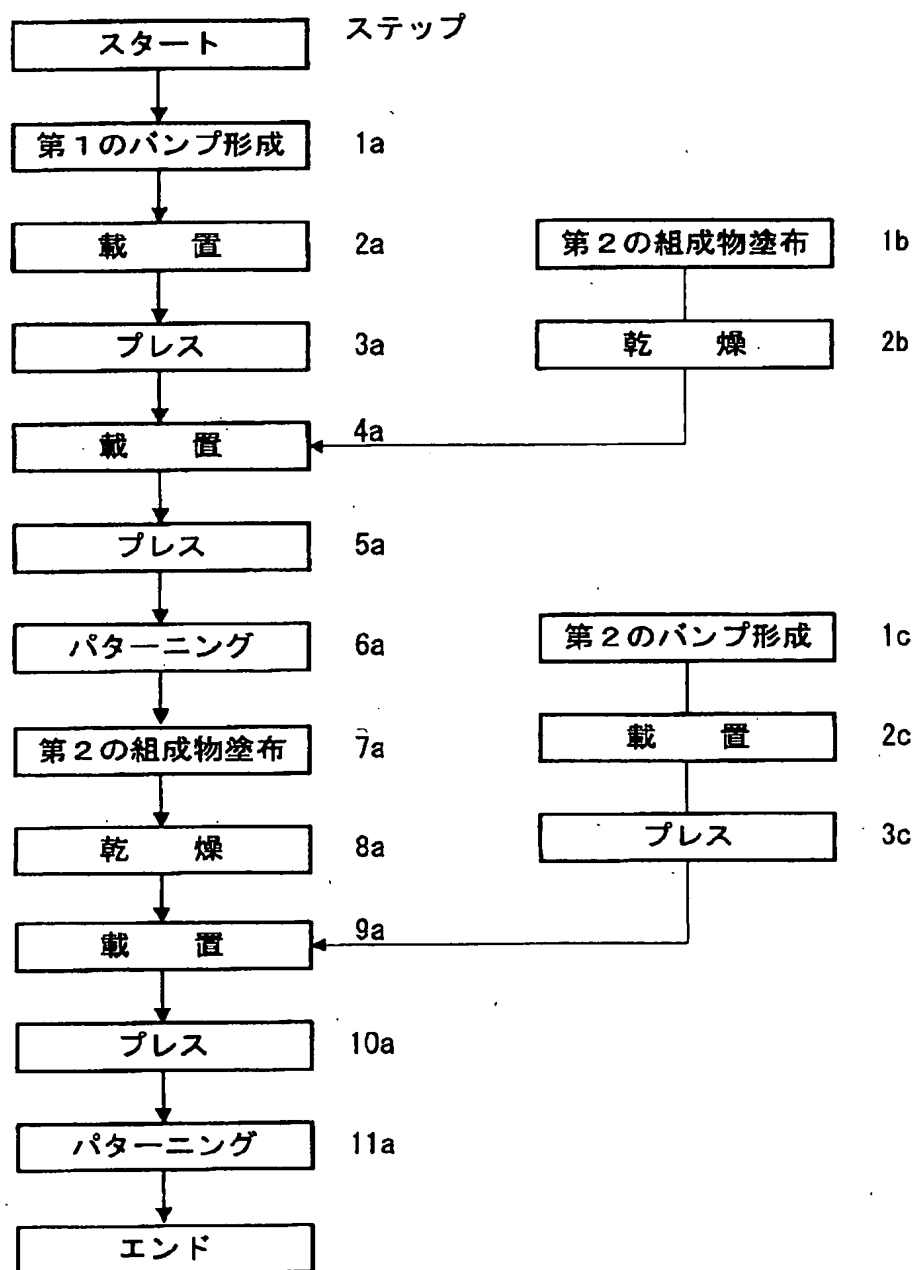 ステップ
スタート
第1のバンプ形成 1a
載 置 2a
プレス 3a
載 置 4a
プレス 5a
パターニング 6a
第2の組成物塗布 7a
乾 燥 8a
載 置 9a
プレス 10a
パターニング 11a
エンド
第2の組成物塗布 1b
乾 燥 2b
第2のバンプ形成 1c
載 置 2c
プレス 3c